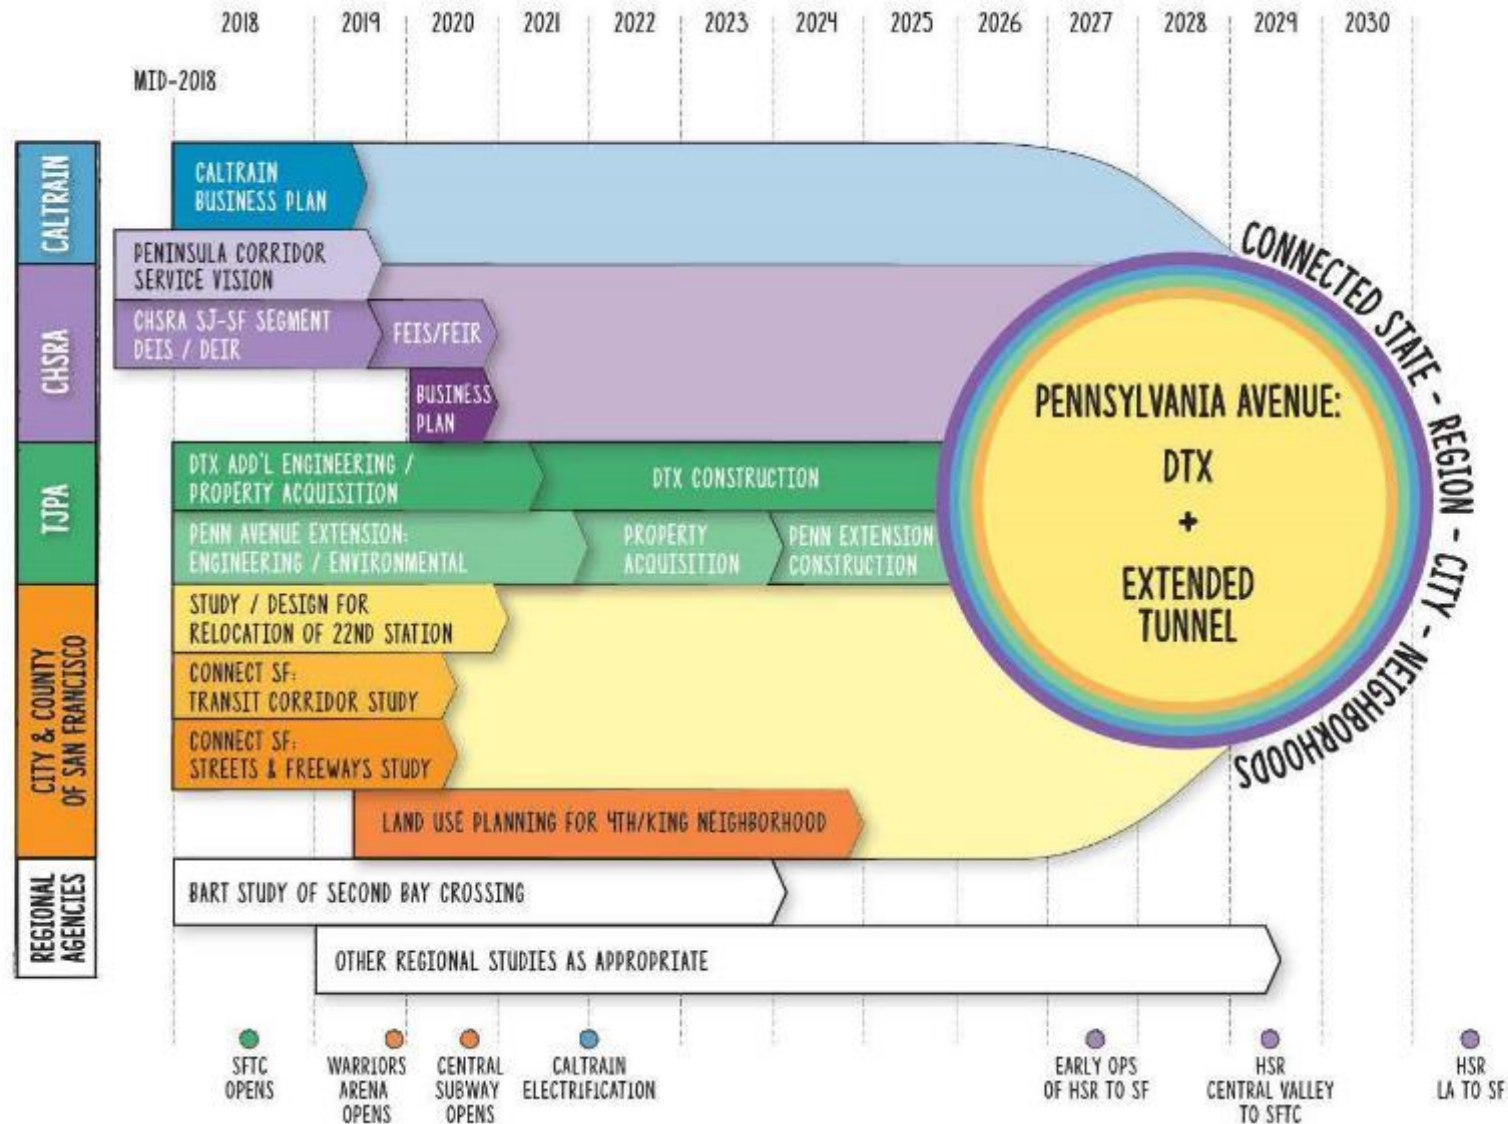 2018 2019 2020 2021 2022 2023 2024 2025 2026 2027 2028 2029 2030
MID-2018
CALTRAIN
CALTRAIN
BUSINESS PLAN
PENINSULA CORRIDOR
SERVICE VISION
CHSRA
CHSRA SJ-SF SEGMENT
DEIS / DEIR
FEIS/FEIR
BUSINESS
PLAN
TJPA
DTX ADD'L ENGINEERING /
PROPERTY ACQUISITION
DTX CONSTRUCTION
PENN AVENUE EXTENSION:
ENGINEERING / ENVIRONMENTAL
PROPERTY
ACQUISITION
PENN EXTENSION
CONSTRUCTION
CITY & COUNTY
OF SAN FRANCISCO
STUDY / DESIGN FOR
RELOCATION OF 22ND STATION
CONNECT SF:
TRANSIT CORRIDOR STUDY
CONNECT SF:
STREETS & FREEWAYS STUDY
LAND USE PLANNING FOR 4TH/KING NEIGHBORHOOD
REGIONAL
AGENCIES
BART STUDY OF SECOND BAY CROSSING
OTHER REGIONAL STUDIES AS APPROPRIATE
PENNSYLVANIA AVENUE:
DTX
+
EXTENDED
TUNNEL
CONNECTED STATE - REGION - CITY - NEIGHBORHOODS
SFTC
OPENS
WARRIORS
ARENA
OPENS
CENTRAL
SUBWAY
OPENS
CALTRAIN
ELECTRIFICATION
EARLY OPS
OF HSR TO SF
HSR
CENTRAL VALLEY
TO SFTC
HSR
LA TO SF